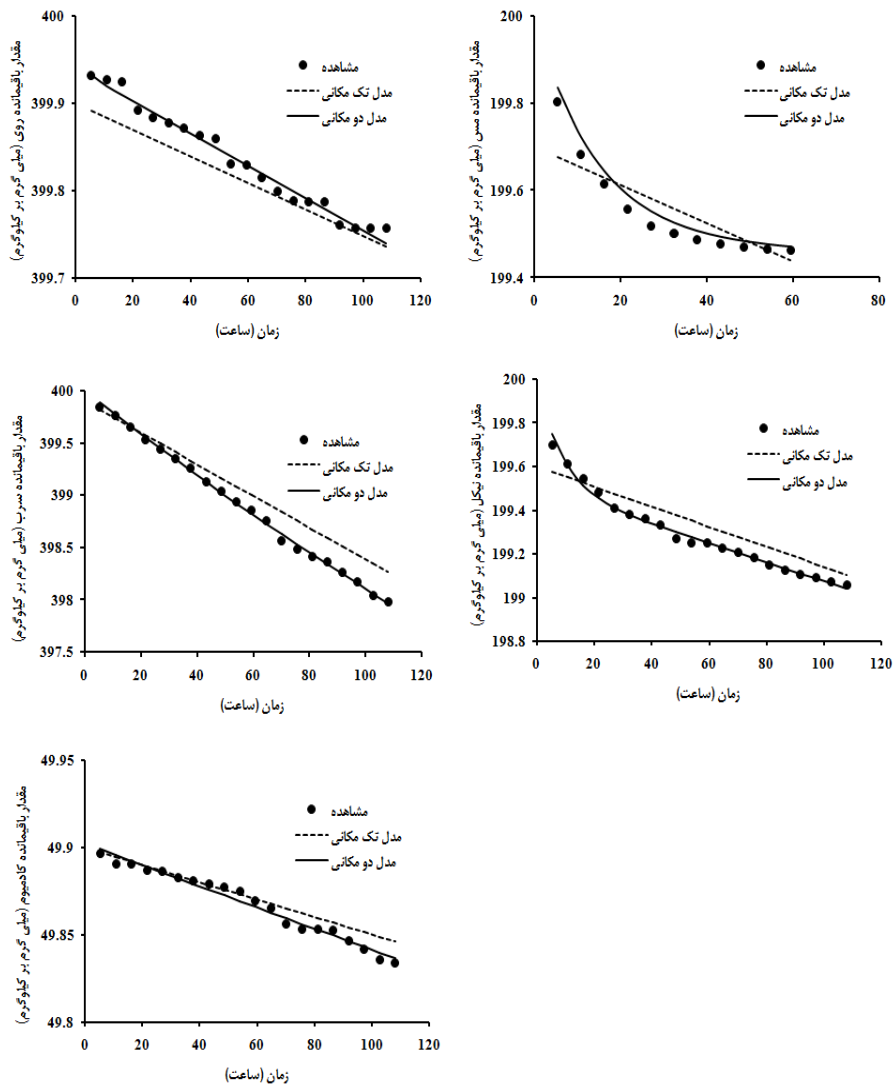 مقدار باقیمانده روی (میلی گرم بر کیلوگرم)
400
399.9
399.8
399.7
0 20 40 60 80 100 120
زمان (ساعت)
مشاهده
مدل تک مکانی
مدل دو مکانی
مقدار باقیمانده مس (میلی گرم بر کیلوگرم)
200
199.8
199.6
199.4
0 20 40 60 80
زمان (ساعت)
مشاهده
مدل تک مکانی
مدل دو مکانی
مقدار باقیمانده سرب (میلی گرم بر کیلوگرم)
400
399.5
399
398.5
398
397.5
0 20 40 60 80 100 120
زمان (ساعت)
مشاهده
مدل تک مکانی
مدل دو مکانی
مقدار باقیمانده نیکل (میلی گرم بر کیلوگرم)
200
199.8
199.6
199.4
199.2
199
198.8
0 20 40 60 80 100 120
زمان (ساعت)
مشاهده
مدل تک مکانی
مدل دو مکانی
مقدار باقیمانده کادمیوم (میلی گرم بر کیلوگرم)
49.95
49.9
49.85
49.8
0 20 40 60 80 100 120
زمان (ساعت)
مشاهده
مدل تک مکانی
مدل دو مکانی